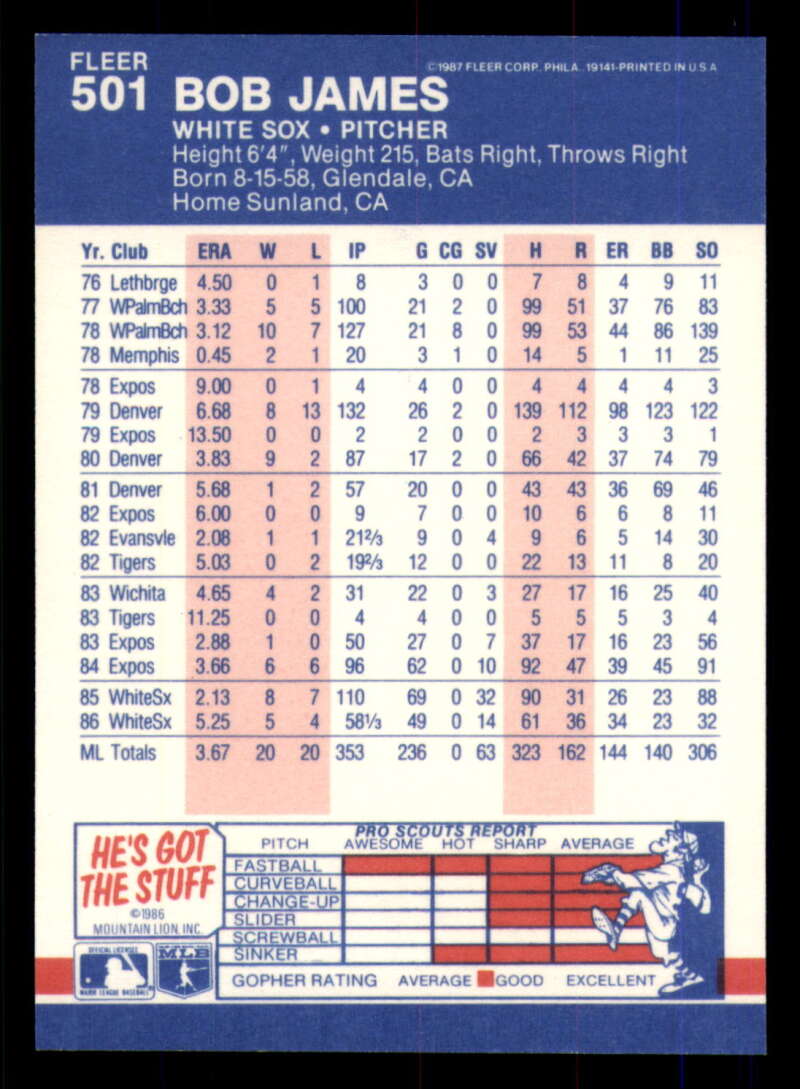 FLEER
©1987 FLEER CORP. PHILA. 19141-PRINTED IN U.S.A
501 BOB JAMES
WHITE SOX • PITCHER
Height 6'4", Weight 215, Bats Right, Throws Right
Born 8-15-58, Glendale, CA
Home Sunland, CA
Yr. Club ERA W L IP G CG SV H R ER BB SO
76 Lethbrge 4.50 0 1 8 3 0 0 7 8 4 9 11
77 WPalmBch 3.33 5 5 100 21 2 0 99 51 37 76 83
78 WPalmBch 3.12 10 7 127 21 8 0 99 53 44 86 139
78 Memphis 0.45 2 1 20 3 1 0 14 5 1 11 25
78 Expos 9.00 0 1 4 4 0 0 4 4 4 4 3
79 Denver 6.68 8 13 132 26 2 0 139 112 98 123 122
79 Expos 13.50 0 0 2 2 0 0 2 3 3 3 1
80 Denver 3.83 9 2 87 17 2 0 66 42 37 74 79
81 Denver 5.68 1 2 57 20 0 0 43 43 36 69 46
82 Expos 6.00 0 0 9 7 0 0 10 6 6 8 11
82 Evansvle 2.08 1 1 21⅔ 9 0 4 9 6 5 14 30
82 Tigers 5.03 0 2 19⅔ 12 0 0 22 13 11 8 20
83 Wichita 4.65 4 2 31 22 0 3 27 17 16 25 40
83 Tigers 11.25 0 0 4 4 0 0 5 5 5 3 4
83 Expos 2.88 1 0 50 27 0 7 37 17 16 23 56
84 Expos 3.66 6 6 96 62 0 10 92 47 39 45 91
85 WhiteSx 2.13 8 7 110 69 0 32 90 31 26 23 88
86 WhiteSx 5.25 5 4 58⅓ 49 0 14 61 36 34 23 32
ML Totals 3.67 20 20 353 236 0 63 323 162 144 140 306
HE'S GOT
THE STUFF
©1986
MOUNTAIN LION, INC.
PRO SCOUTS REPORT
PITCH AWESOME HOT SHARP AVERAGE
FASTBALL
CURVEBALL
CHANGE-UP
SLIDER
SCREWBALL
SINKER
GOPHER RATING AVERAGE GOOD EXCELLENT
OFFICIAL LICENSEE
MAJOR LEAGUE BASEBALL
MLB